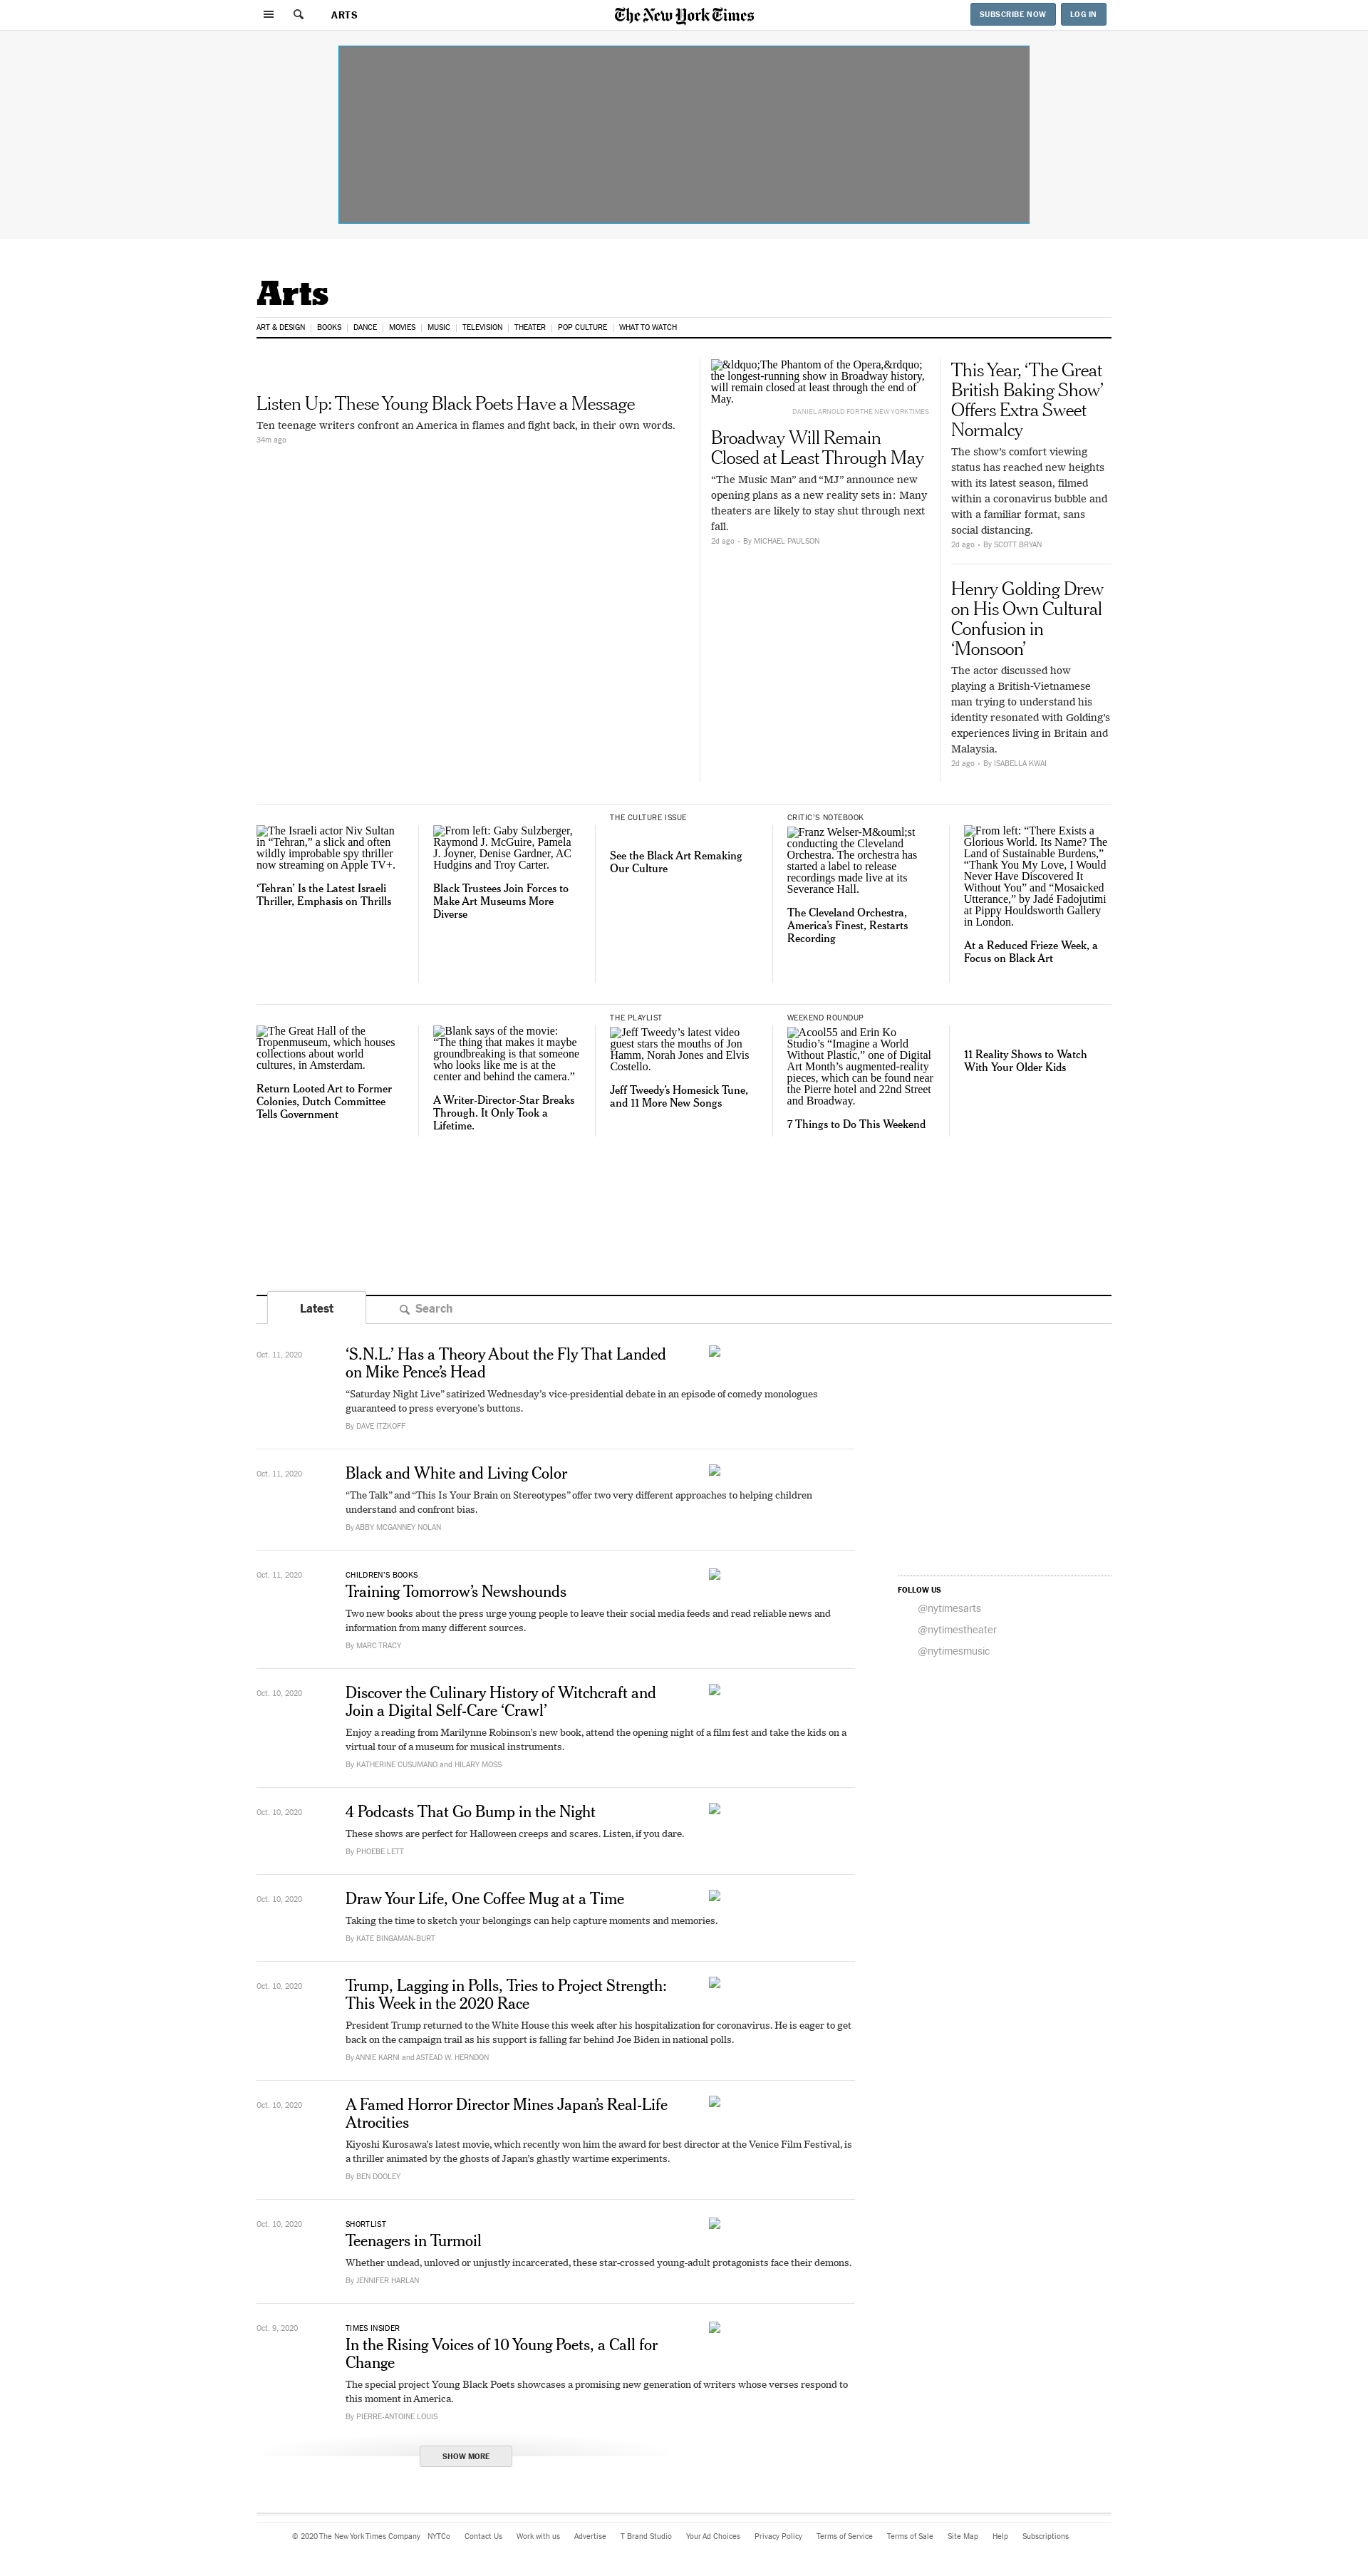 ARTS
The New York Times
SUBSCRIBE NOW
LOG IN
Arts
ART & DESIGN
BOOKS
DANCE
MOVIES
MUSIC
TELEVISION
THEATER
POP CULTURE
WHAT TO WATCH
Listen Up: These Young Black Poets Have a Message
Ten teenage writers confront an America in flames and fight back, in their own words.
34m ago
&ldquo;The Phantom of the Opera,&rdquo;
the longest-running show in Broadway history,
will remain closed at least through the end of
May.
DANIEL ARNOLD FOR THE NEW YORK TIMES
Broadway Will Remain
Closed at Least Through May
“The Music Man” and “MJ” announce new
opening plans as a new reality sets in: Many
theaters are likely to stay shut through next
fall.
2d ago • By MICHAEL PAULSON
This Year, ‘The Great
British Baking Show’
Offers Extra Sweet
Normalcy
The show’s comfort viewing
status has reached new heights
with its latest season, filmed
within a coronavirus bubble and
with a familiar format, sans
social distancing.
2d ago • By SCOTT BRYAN
Henry Golding Drew
on His Own Cultural
Confusion in
‘Monsoon’
The actor discussed how
playing a British-Vietnamese
man trying to understand his
identity resonated with Golding’s
experiences living in Britain and
Malaysia.
2d ago • By ISABELLA KWAI
The Israeli actor Niv Sultan
in “Tehran,” a slick and often
wildly improbable spy thriller
now streaming on Apple TV+.
‘Tehran’ Is the Latest Israeli
Thriller, Emphasis on Thrills
From left: Gaby Sulzberger,
Raymond J. McGuire, Pamela
J. Joyner, Denise Gardner, AC
Hudgins and Troy Carter.
Black Trustees Join Forces to
Make Art Museums More
Diverse
THE CULTURE ISSUE
See the Black Art Remaking
Our Culture
CRITIC’S NOTEBOOK
Franz Welser-M&ouml;st
conducting the Cleveland
Orchestra. The orchestra has
started a label to release
recordings made live at its
Severance Hall.
The Cleveland Orchestra,
America’s Finest, Restarts
Recording
From left: “There Exists a
Glorious World. Its Name? The
Land of Sustainable Burdens,”
“Thank You My Love, I Would
Never Have Discovered It
Without You” and “Mosaicked
Utterance,” by Jadé Fadojutimi
at Pippy Houldsworth Gallery
in London.
At a Reduced Frieze Week, a
Focus on Black Art
The Great Hall of the
Tropenmuseum, which houses
collections about world
cultures, in Amsterdam.
Return Looted Art to Former
Colonies, Dutch Committee
Tells Government
Blank says of the movie:
“The thing that makes it maybe
groundbreaking is that someone
who looks like me is at the
center and behind the camera.”
A Writer-Director-Star Breaks
Through. It Only Took a
Lifetime.
THE PLAYLIST
Jeff Tweedy’s latest video
guest stars the mouths of Jon
Hamm, Norah Jones and Elvis
Costello.
Jeff Tweedy’s Homesick Tune,
and 11 More New Songs
WEEKEND ROUNDUP
Acool55 and Erin Ko
Studio’s “Imagine a World
Without Plastic,” one of Digital
Art Month’s augmented-reality
pieces, which can be found near
the Pierre hotel and 22nd Street
and Broadway.
7 Things to Do This Weekend
11 Reality Shows to Watch
With Your Older Kids
Latest
Search
Oct. 11, 2020
‘S.N.L.’ Has a Theory About the Fly That Landed
on Mike Pence’s Head
“Saturday Night Live” satirized Wednesday’s vice-presidential debate in an episode of comedy monologues
guaranteed to press everyone’s buttons.
By DAVE ITZKOFF
Oct. 11, 2020
Black and White and Living Color
“The Talk” and “This Is Your Brain on Stereotypes” offer two very different approaches to helping children
understand and confront bias.
By ABBY MCGANNEY NOLAN
Oct. 11, 2020
CHILDREN’S BOOKS
Training Tomorrow’s Newshounds
Two new books about the press urge young people to leave their social media feeds and read reliable news and
information from many different sources.
By MARC TRACY
FOLLOW US
@nytimesarts
@nytimestheater
@nytimesmusic
Oct. 10, 2020
Discover the Culinary History of Witchcraft and
Join a Digital Self-Care ‘Crawl’
Enjoy a reading from Marilynne Robinson’s new book, attend the opening night of a film fest and take the kids on a
virtual tour of a museum for musical instruments.
By KATHERINE CUSUMANO and HILARY MOSS
Oct. 10, 2020
4 Podcasts That Go Bump in the Night
These shows are perfect for Halloween creeps and scares. Listen, if you dare.
By PHOEBE LETT
Oct. 10, 2020
Draw Your Life, One Coffee Mug at a Time
Taking the time to sketch your belongings can help capture moments and memories.
By KATE BINGAMAN-BURT
Oct. 10, 2020
Trump, Lagging in Polls, Tries to Project Strength:
This Week in the 2020 Race
President Trump returned to the White House this week after his hospitalization for coronavirus. He is eager to get
back on the campaign trail as his support is falling far behind Joe Biden in national polls.
By ANNIE KARNI and ASTEAD W. HERNDON
Oct. 10, 2020
A Famed Horror Director Mines Japan’s Real-Life
Atrocities
Kiyoshi Kurosawa’s latest movie, which recently won him the award for best director at the Venice Film Festival, is
a thriller animated by the ghosts of Japan’s ghastly wartime experiments.
By BEN DOOLEY
Oct. 10, 2020
SHORTLIST
Teenagers in Turmoil
Whether undead, unloved or unjustly incarcerated, these star-crossed young-adult protagonists face their demons.
By JENNIFER HARLAN
Oct. 9, 2020
TIMES INSIDER
In the Rising Voices of 10 Young Poets, a Call for
Change
The special project Young Black Poets showcases a promising new generation of writers whose verses respond to
this moment in America.
By PIERRE-ANTOINE LOUIS
SHOW MORE
© 2020 The New York Times Company
NYTCo
Contact Us
Work with us
Advertise
T Brand Studio
Your Ad Choices
Privacy Policy
Terms of Service
Terms of Sale
Site Map
Help
Subscriptions